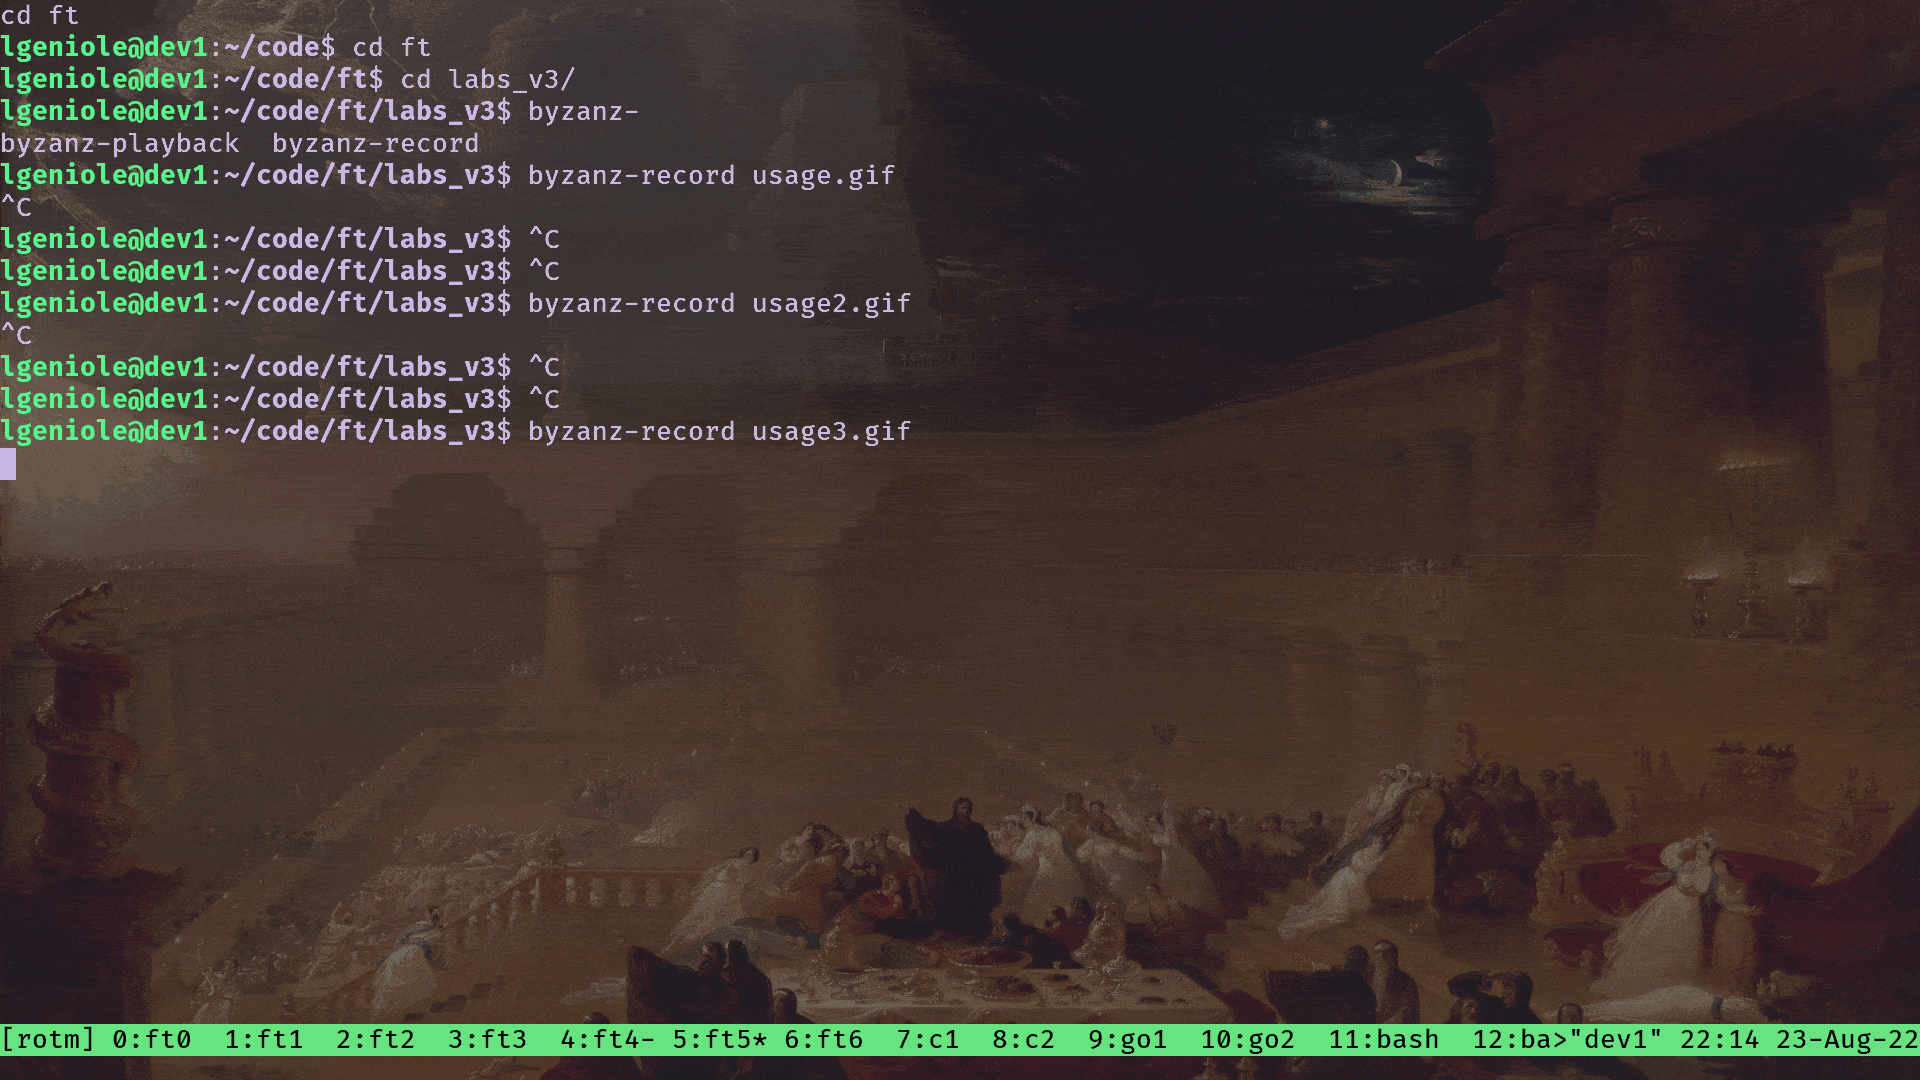 cd ft
lgeniole@dev1:~/code$ cd ft
lgeniole@dev1:~/code/ft$ cd labs_v3/
lgeniole@dev1:~/code/ft/labs_v3$ byzanz-
byzanz-playback  byzanz-record
lgeniole@dev1:~/code/ft/labs_v3$ byzanz-record usage.gif
^C
lgeniole@dev1:~/code/ft/labs_v3$ ^C
lgeniole@dev1:~/code/ft/labs_v3$ ^C
lgeniole@dev1:~/code/ft/labs_v3$ byzanz-record usage2.gif
^C
lgeniole@dev1:~/code/ft/labs_v3$ ^C
lgeniole@dev1:~/code/ft/labs_v3$ ^C
lgeniole@dev1:~/code/ft/labs_v3$ byzanz-record usage3.gif
[rotm] 0:ft0  1:ft1  2:ft2  3:ft3  4:ft4- 5:ft5* 6:ft6  7:c1  8:c2  9:go1  10:go2  11:bash  12:ba>"dev1" 22:14 23-Aug-22